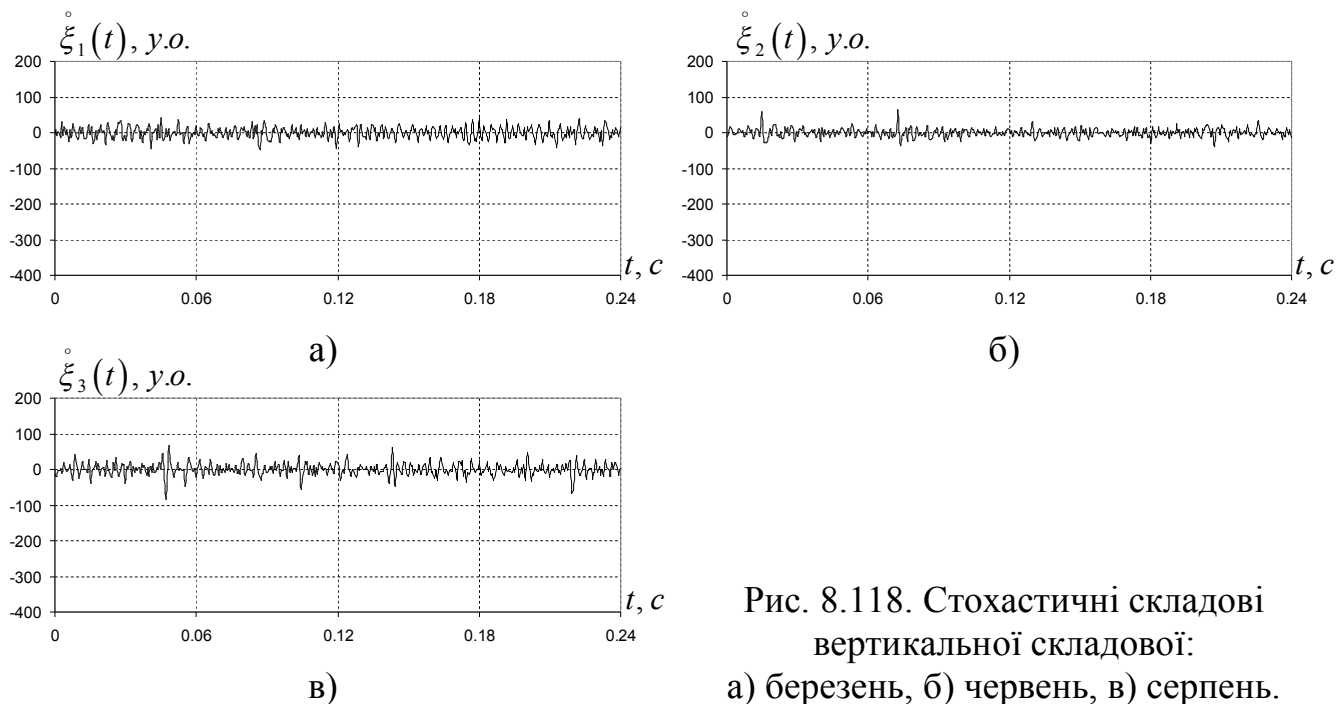 ξ̊₁(t), у.о.
200
100
0
-100
-200
-300
-400
0 0.06 0.12 0.18 0.24
t, с
а)
ξ̊₂(t), у.о.
200
100
0
-100
-200
-300
-400
0 0.06 0.12 0.18 0.24
t, с
б)
ξ̊₃(t), у.о.
200
100
0
-100
-200
-300
-400
0 0.06 0.12 0.18 0.24
t, с
в)
Рис. 8.118. Стохастичні складові
вертикальної складової:
а) березень, б) червень, в) серпень.